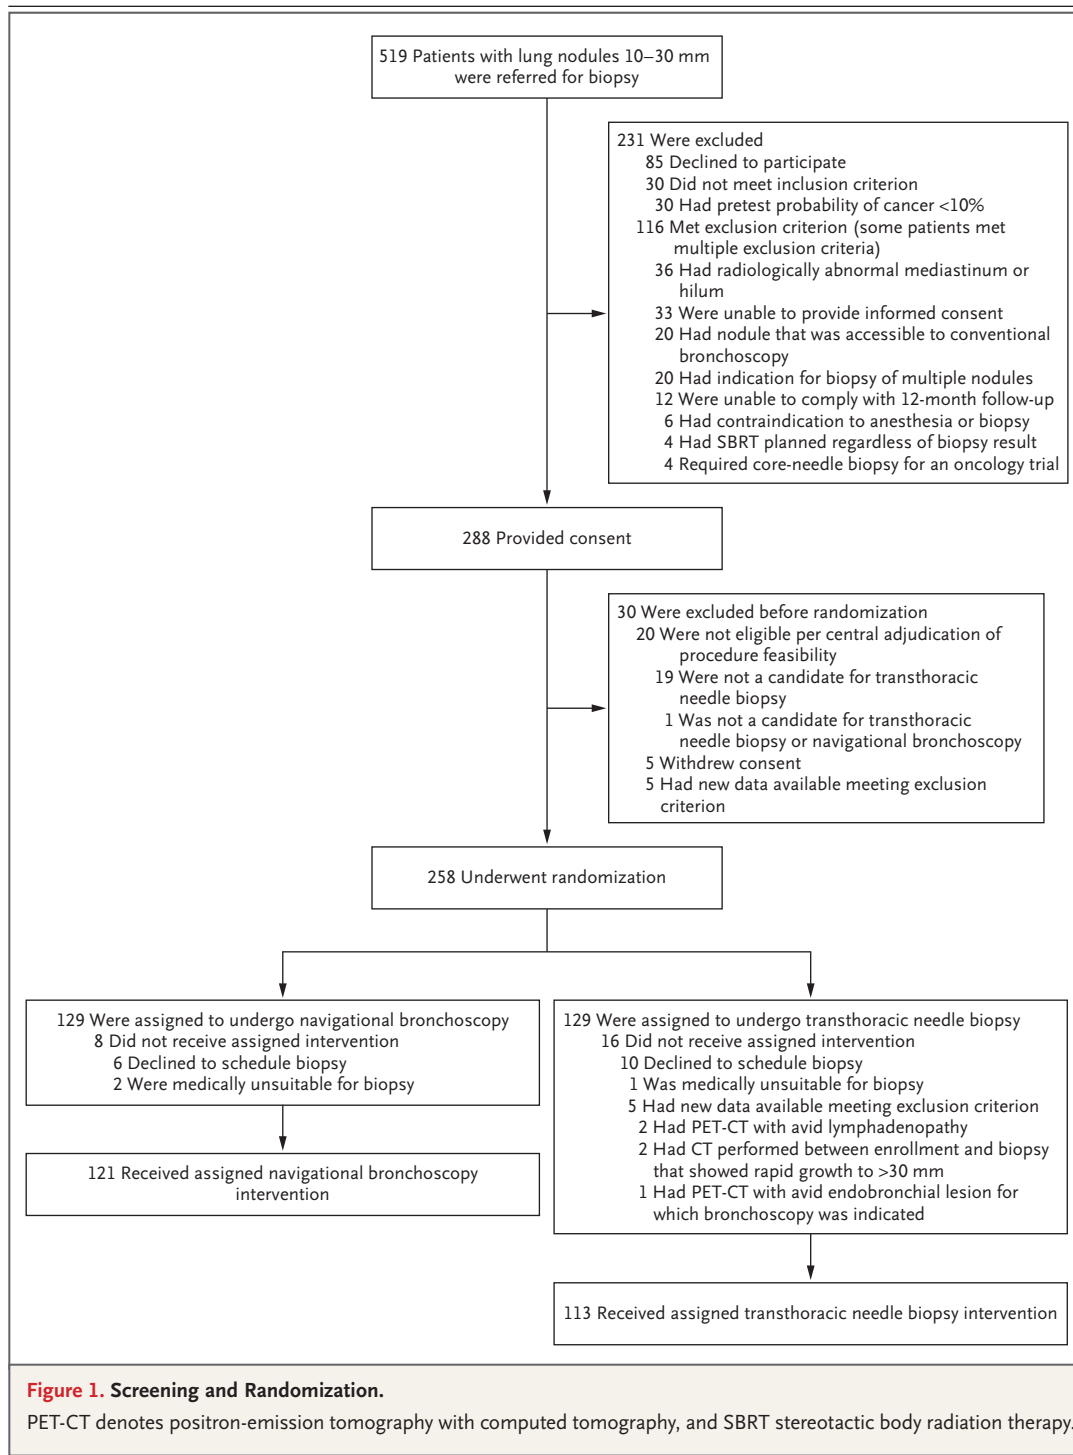 519 Patients with lung nodules 10–30 mm
were referred for biopsy
231 Were excluded
85 Declined to participate
30 Did not meet inclusion criterion
30 Had pretest probability of cancer <10%
116 Met exclusion criterion (some patients met
multiple exclusion criteria)
36 Had radiologically abnormal mediastinum or
hilum
33 Were unable to provide informed consent
20 Had nodule that was accessible to conventional
bronchoscopy
20 Had indication for biopsy of multiple nodules
12 Were unable to comply with 12-month follow-up
6 Had contraindication to anesthesia or biopsy
4 Had SBRT planned regardless of biopsy result
4 Required core-needle biopsy for an oncology trial
288 Provided consent
30 Were excluded before randomization
20 Were not eligible per central adjudication of
procedure feasibility
19 Were not a candidate for transthoracic
needle biopsy
1 Was not a candidate for transthoracic
needle biopsy or navigational bronchoscopy
5 Withdrew consent
5 Had new data available meeting exclusion
criterion
258 Underwent randomization
129 Were assigned to undergo navigational bronchoscopy
8 Did not receive assigned intervention
6 Declined to schedule biopsy
2 Were medically unsuitable for biopsy
121 Received assigned navigational bronchoscopy
intervention
129 Were assigned to undergo transthoracic needle biopsy
16 Did not receive assigned intervention
10 Declined to schedule biopsy
1 Was medically unsuitable for biopsy
5 Had new data available meeting exclusion criterion
2 Had PET-CT with avid lymphadenopathy
2 Had CT performed between enrollment and biopsy
that showed rapid growth to >30 mm
1 Had PET-CT with avid endobronchial lesion for
which bronchoscopy was indicated
113 Received assigned transthoracic needle biopsy intervention
Figure 1. Screening and Randomization.
PET-CT denotes positron-emission tomography with computed tomography, and SBRT stereotactic body radiation therapy.